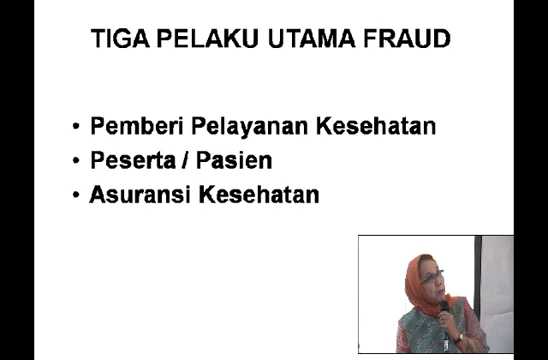 TIGA PELAKU UTAMA FRAUD
• Pemberi Pelayanan Kesehatan
• Peserta / Pasien
• Asuransi Kesehatan